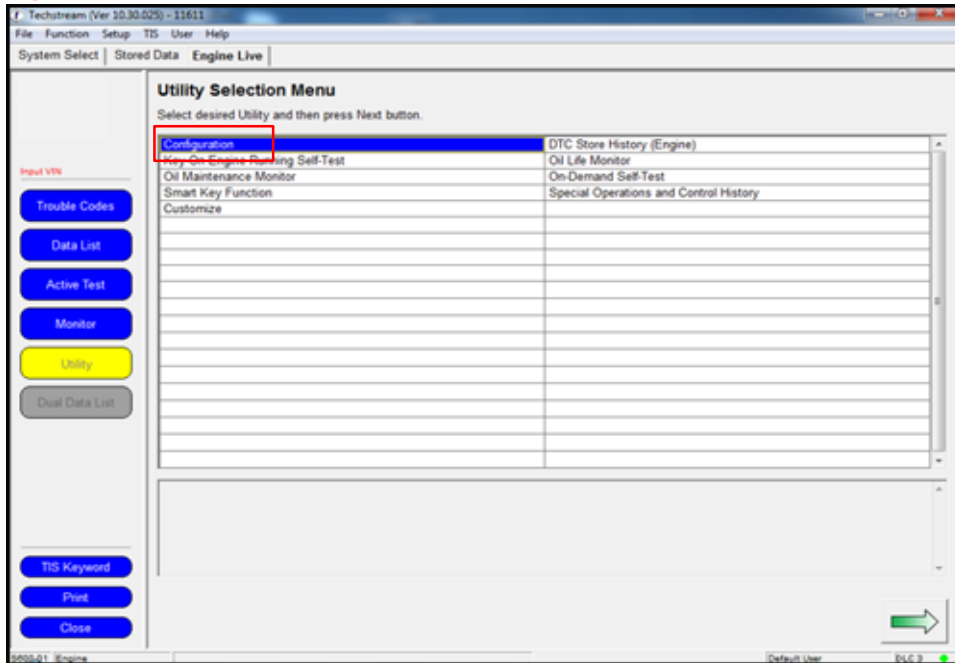 Techstream (Ver 10.30.025) - 11611
File Function Setup TIS User Help
System Select Stored Data Engine Live
Utility Selection Menu
Select desired Utility and then press Next button.
Configuration DTC Store History (Engine)
Key On Engine Running Self-Test Oil Life Monitor
Oil Maintenance Monitor On-Demand Self-Test
Smart Key Function Special Operations and Control History
Customize
Input VIN
Trouble Codes
Data List
Active Test
Monitor
Utility
Dual Data List
TIS Keyword
Print
Close
S600-01 Engine Default User DLC 3